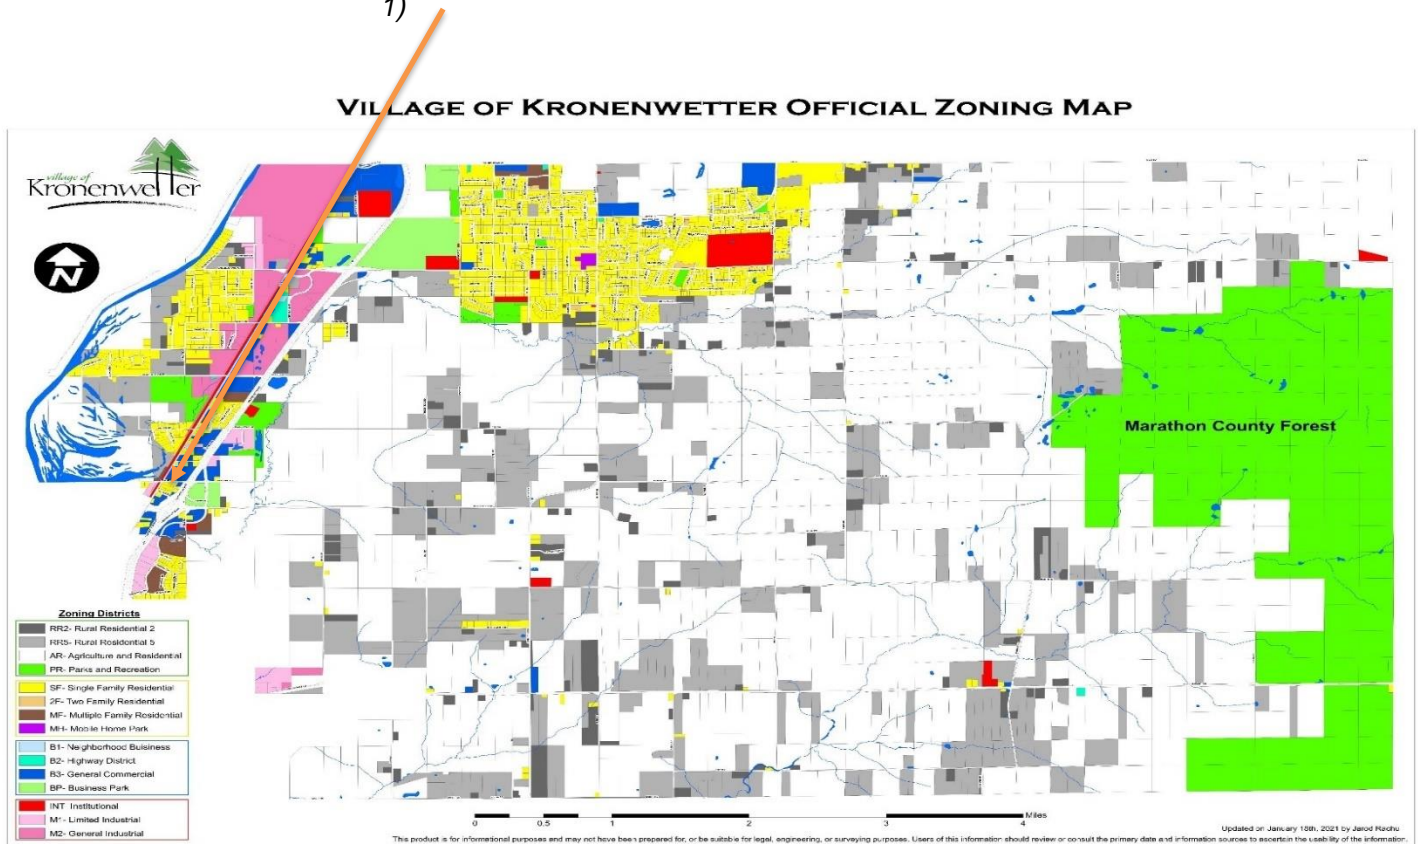 1)
VILLAGE OF KRONENWETTER OFFICIAL ZONING MAP
village of
Kronenwetter
N
Marathon County Forest
Zoning Districts
RR2- Rural Residential 2
RR5- Rural Residential 5
AR- Agriculture and Residential
PR- Parks and Recreation
SF- Single Family Residential
2F- Two Family Residential
MF- Multiple Family Residential
MH- Mobile Home Park
B1- Neighborhood Buisiness
B2- Highway District
B3- General Commercial
BP- Business Park
INT Institutional
M1- Limited Industrial
M2- General Industrial
0 0.5 1 2 3 4 Miles
Updated on January 18th, 2021 by Jarod Rachu
This product is for informational purposes and may not have been prepared for, or be suitable for legal, engineering, or surveying purposes. Users of this information should review or consult the primary data and information sources to ascertain the usability of the information.